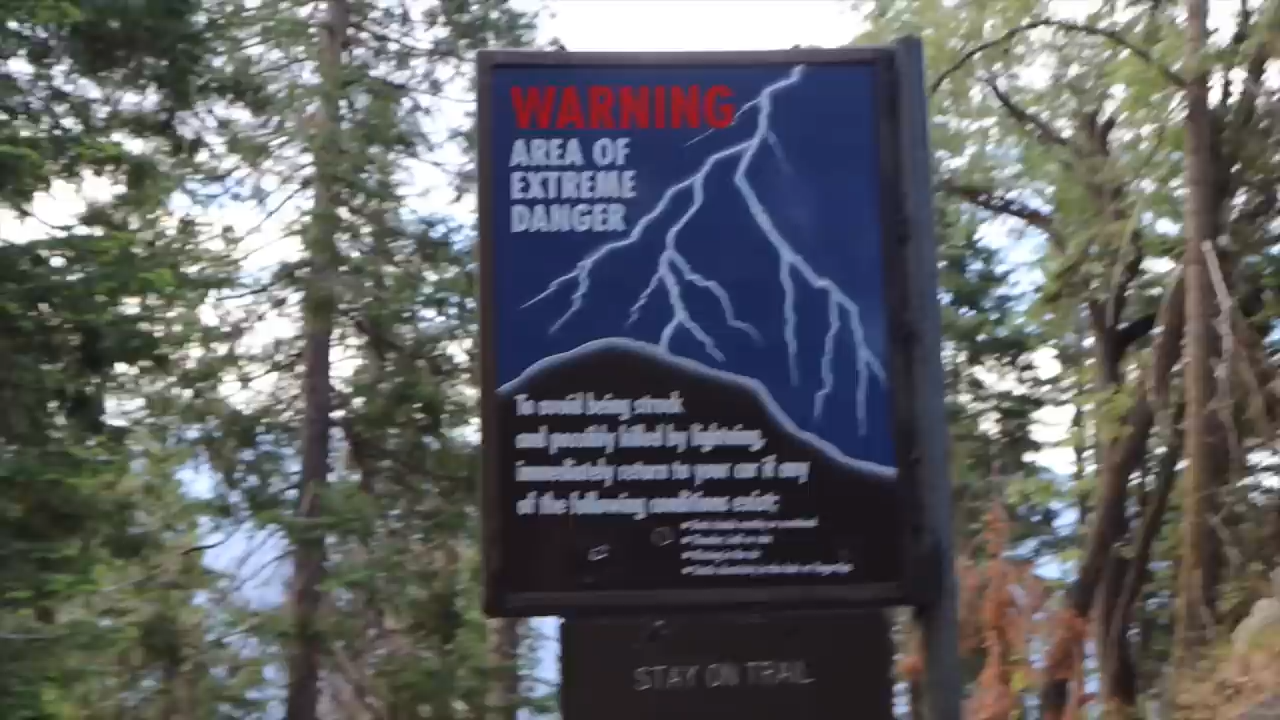 WARNING
AREA OF
EXTREME
DANGER
To avoid being struck
and possibly killed by lightning,
immediately return to your car if any
of the following conditions exist:
STAY ON TRAIL